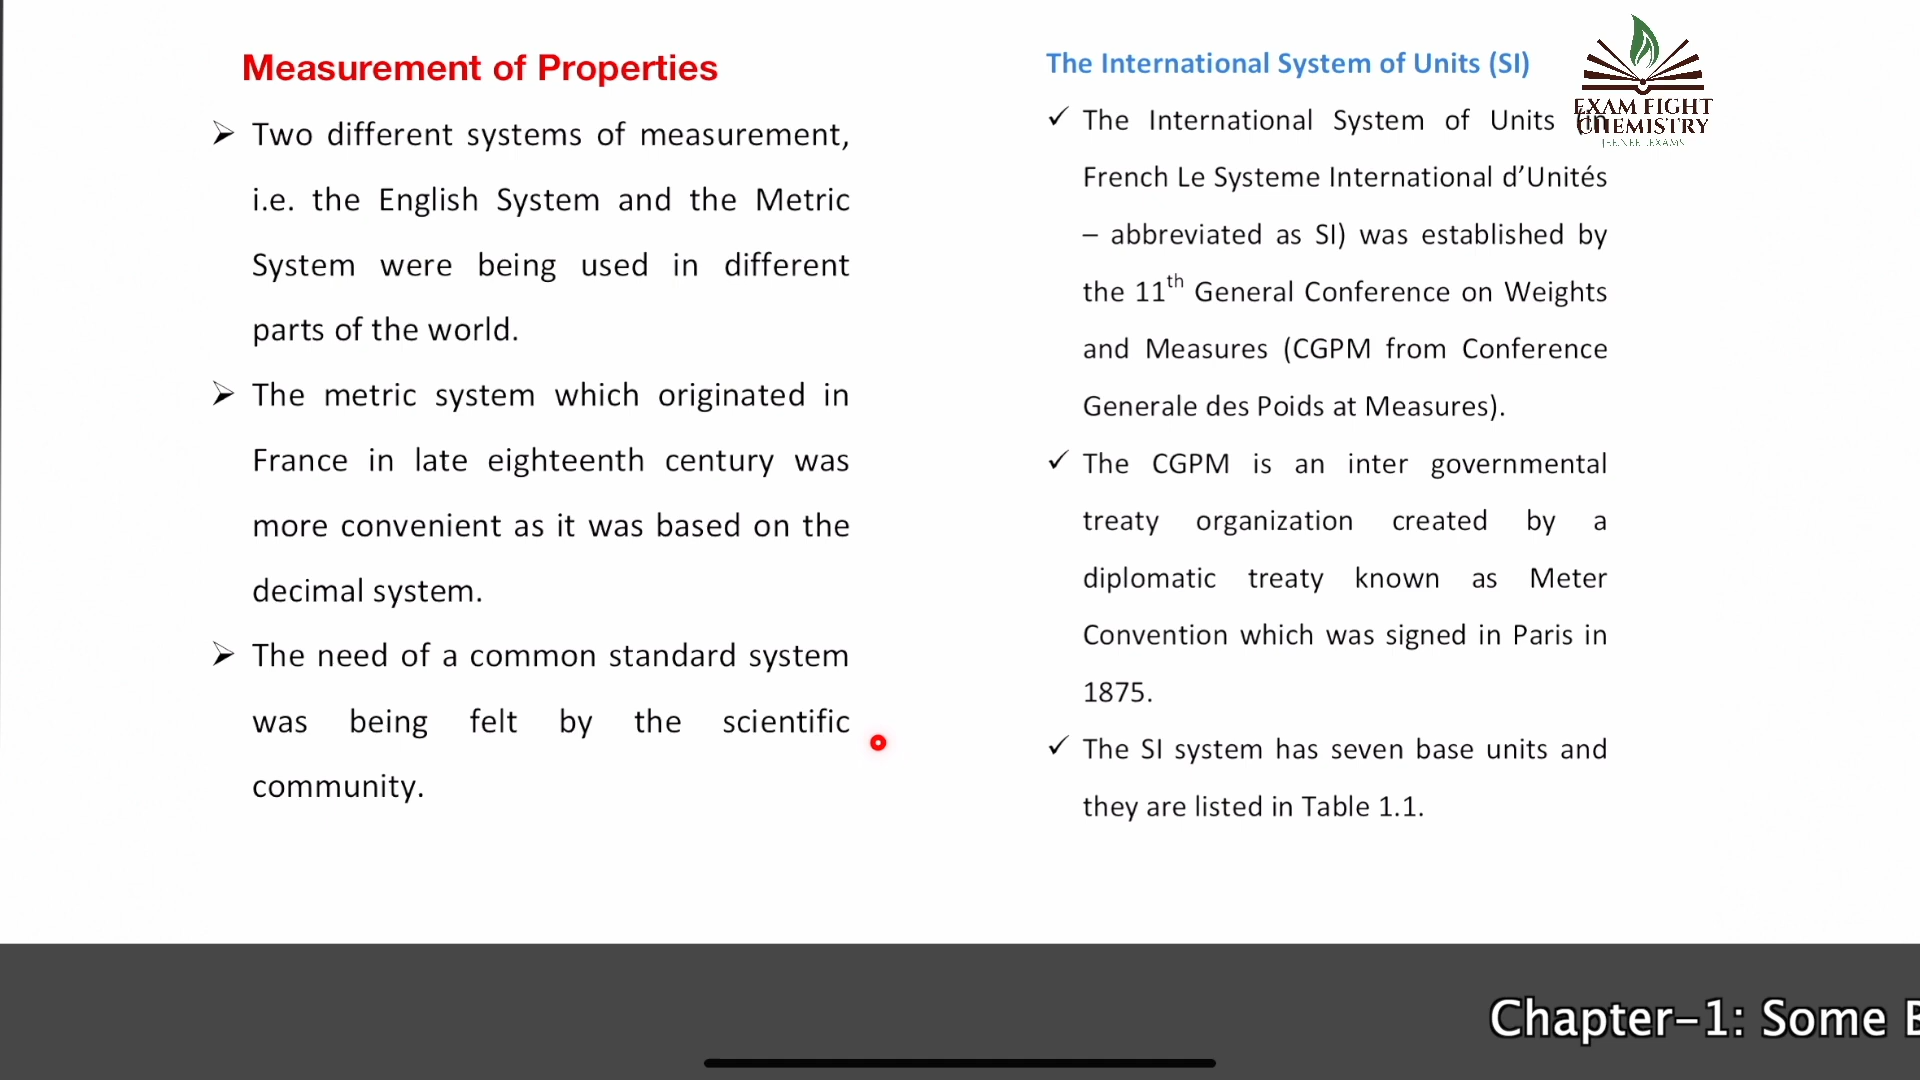 Measurement of Properties
➢ Two different systems of measurement,
i.e. the English System and the Metric
System were being used in different
parts of the world.
➢ The metric system which originated in
France in late eighteenth century was
more convenient as it was based on the
decimal system.
➢ The need of a common standard system
was being felt by the scientific
community.
The International System of Units (SI)
✓ The International System of Units (in
French Le Systeme International d’Unités
– abbreviated as SI) was established by
the 11th General Conference on Weights
and Measures (CGPM from Conference
Generale des Poids at Measures).
✓ The CGPM is an inter governmental
treaty organization created by a
diplomatic treaty known as Meter
Convention which was signed in Paris in
1875.
✓ The SI system has seven base units and
they are listed in Table 1.1.
EXAM FIGHT
CHEMISTRY
Chapter–1: Some